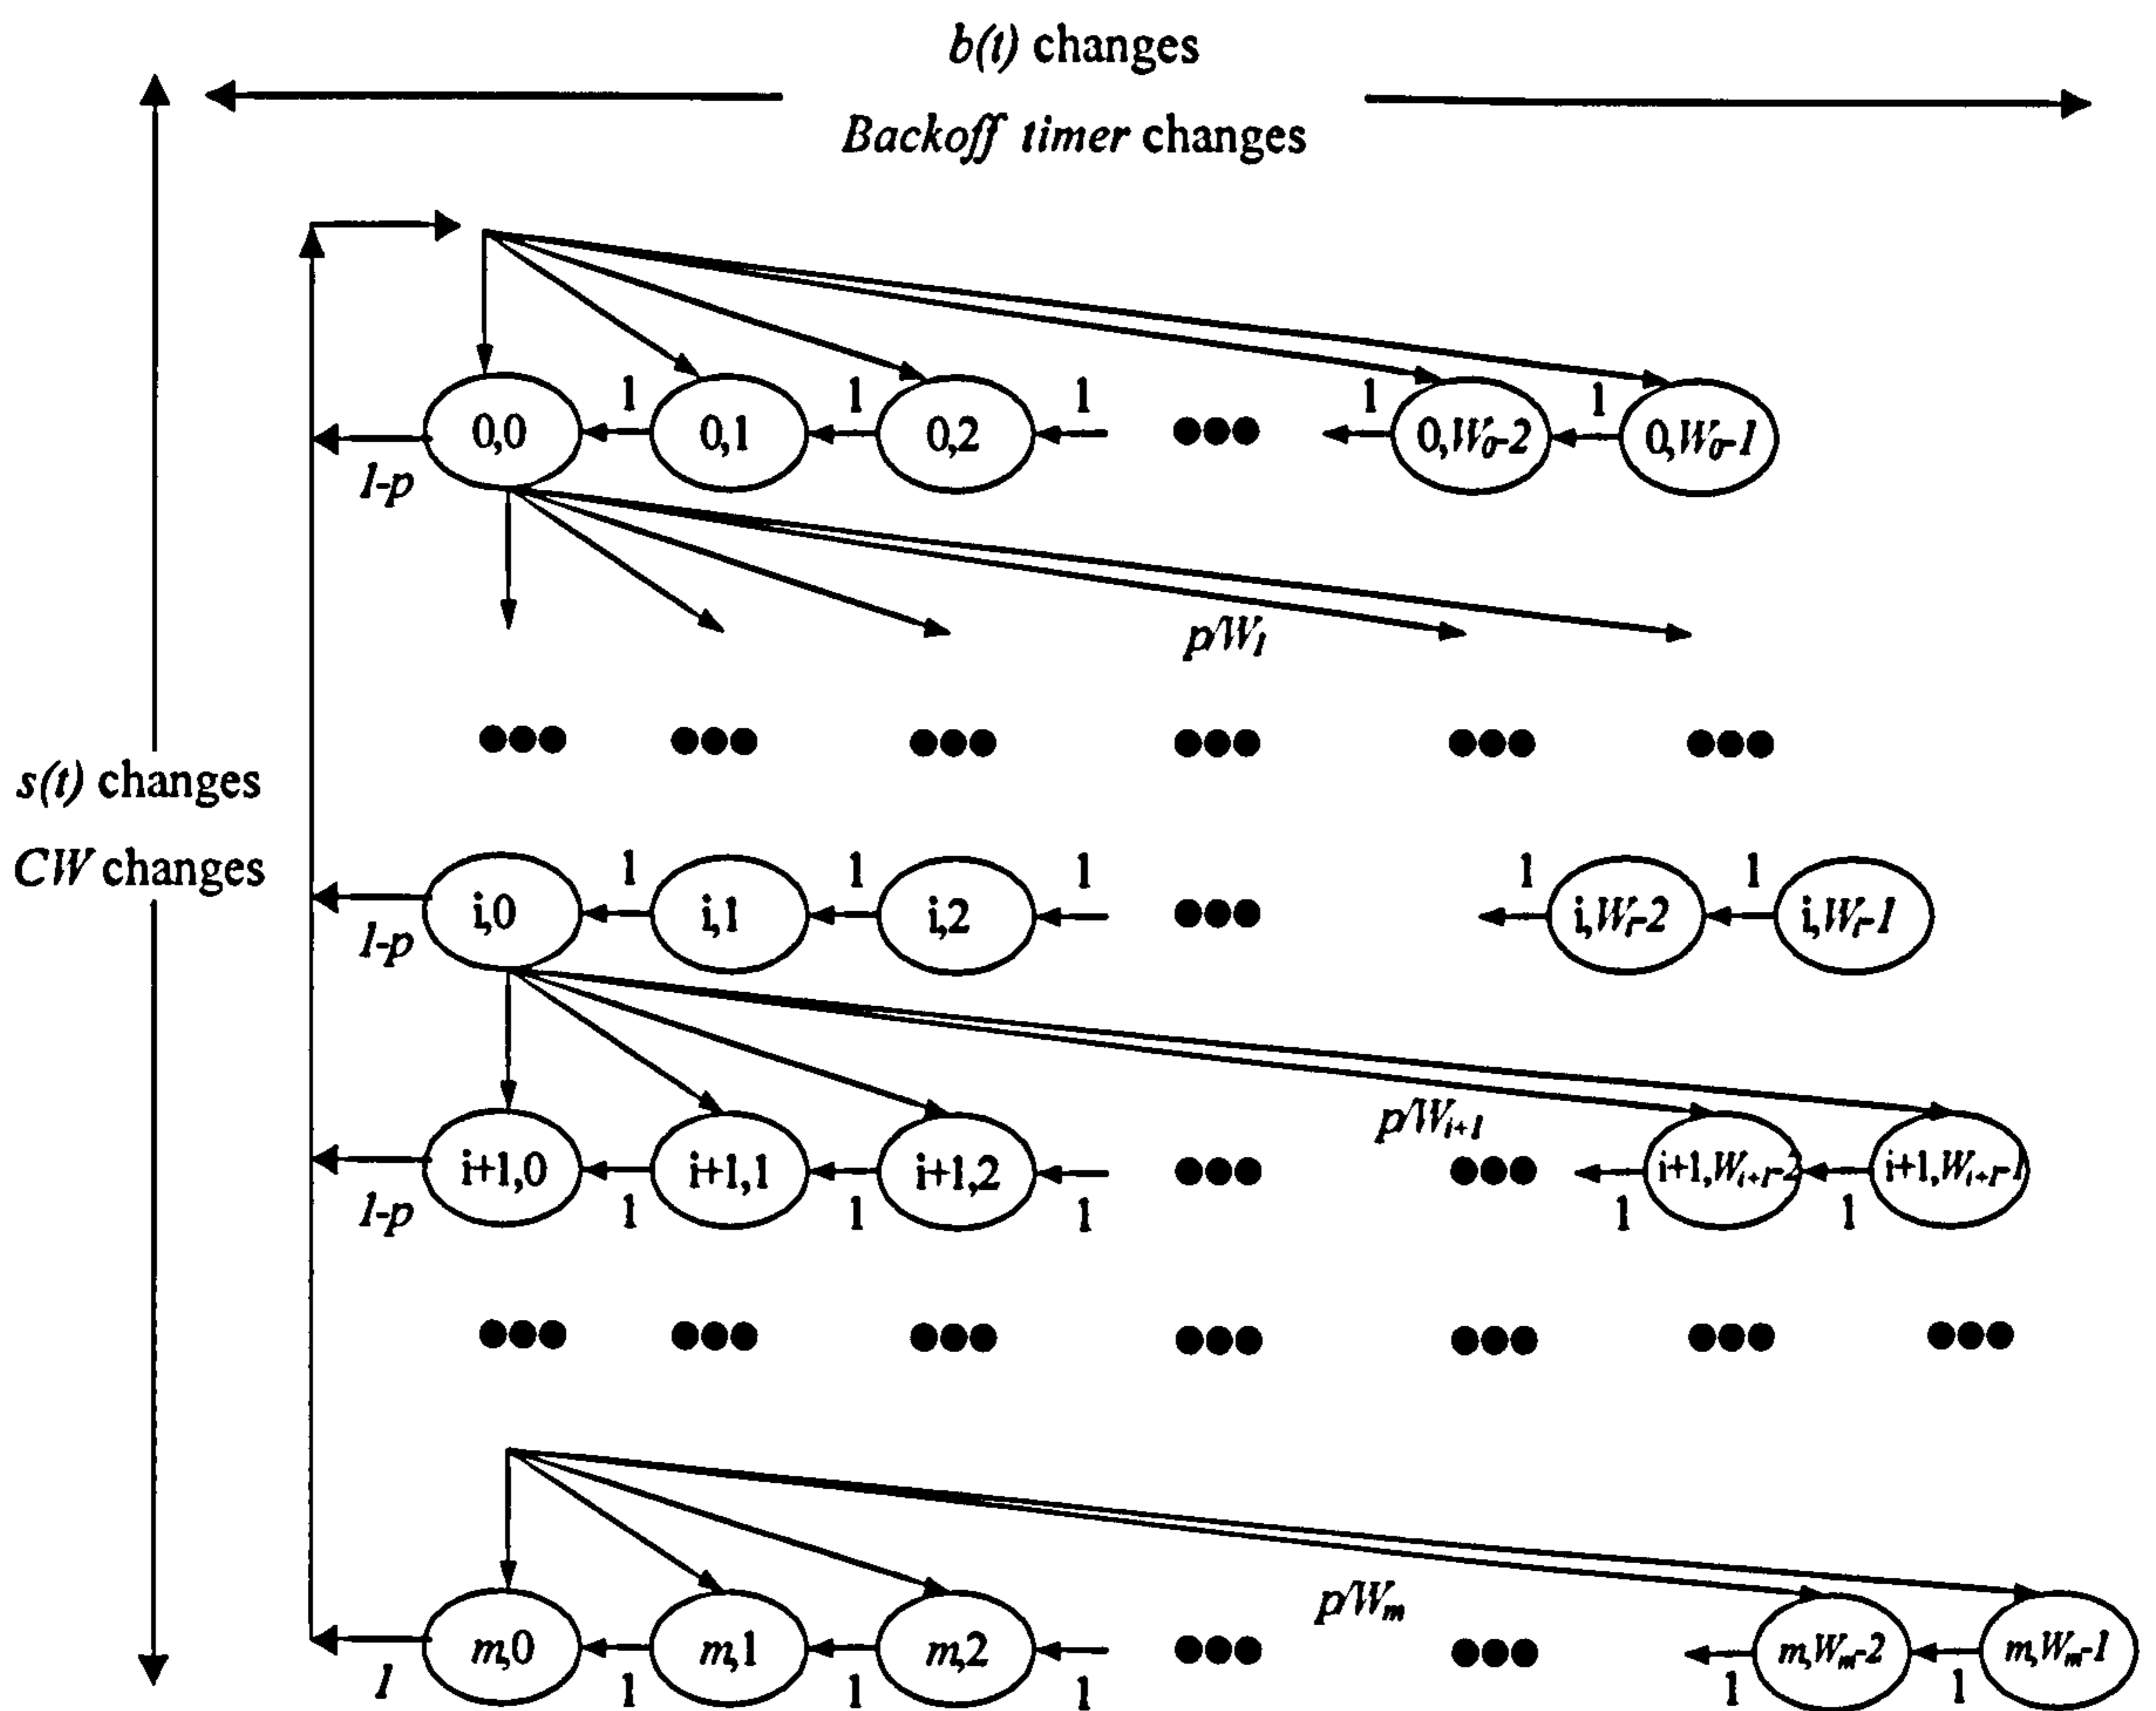 b(t) changes
Backoff timer changes
1 1 1 1 1
0,0 0,1 0,2 0,W0-2 0,W0-1
1-p
p/W1
s(t) changes
CW changes
1 1 1 1 1
i,0 i,1 i,2 i,Wi-2 i,Wi-1
1-p
p/Wi+1
i+1,0 i+1,1 i+1,2 i+1,Wi+1-2 i+1,Wi+1-1
1-p 1 1 1 1 1
p/Wm
m,0 m,1 m,2 m,Wm-2 m,Wm-1
1 1 1 1 1 1